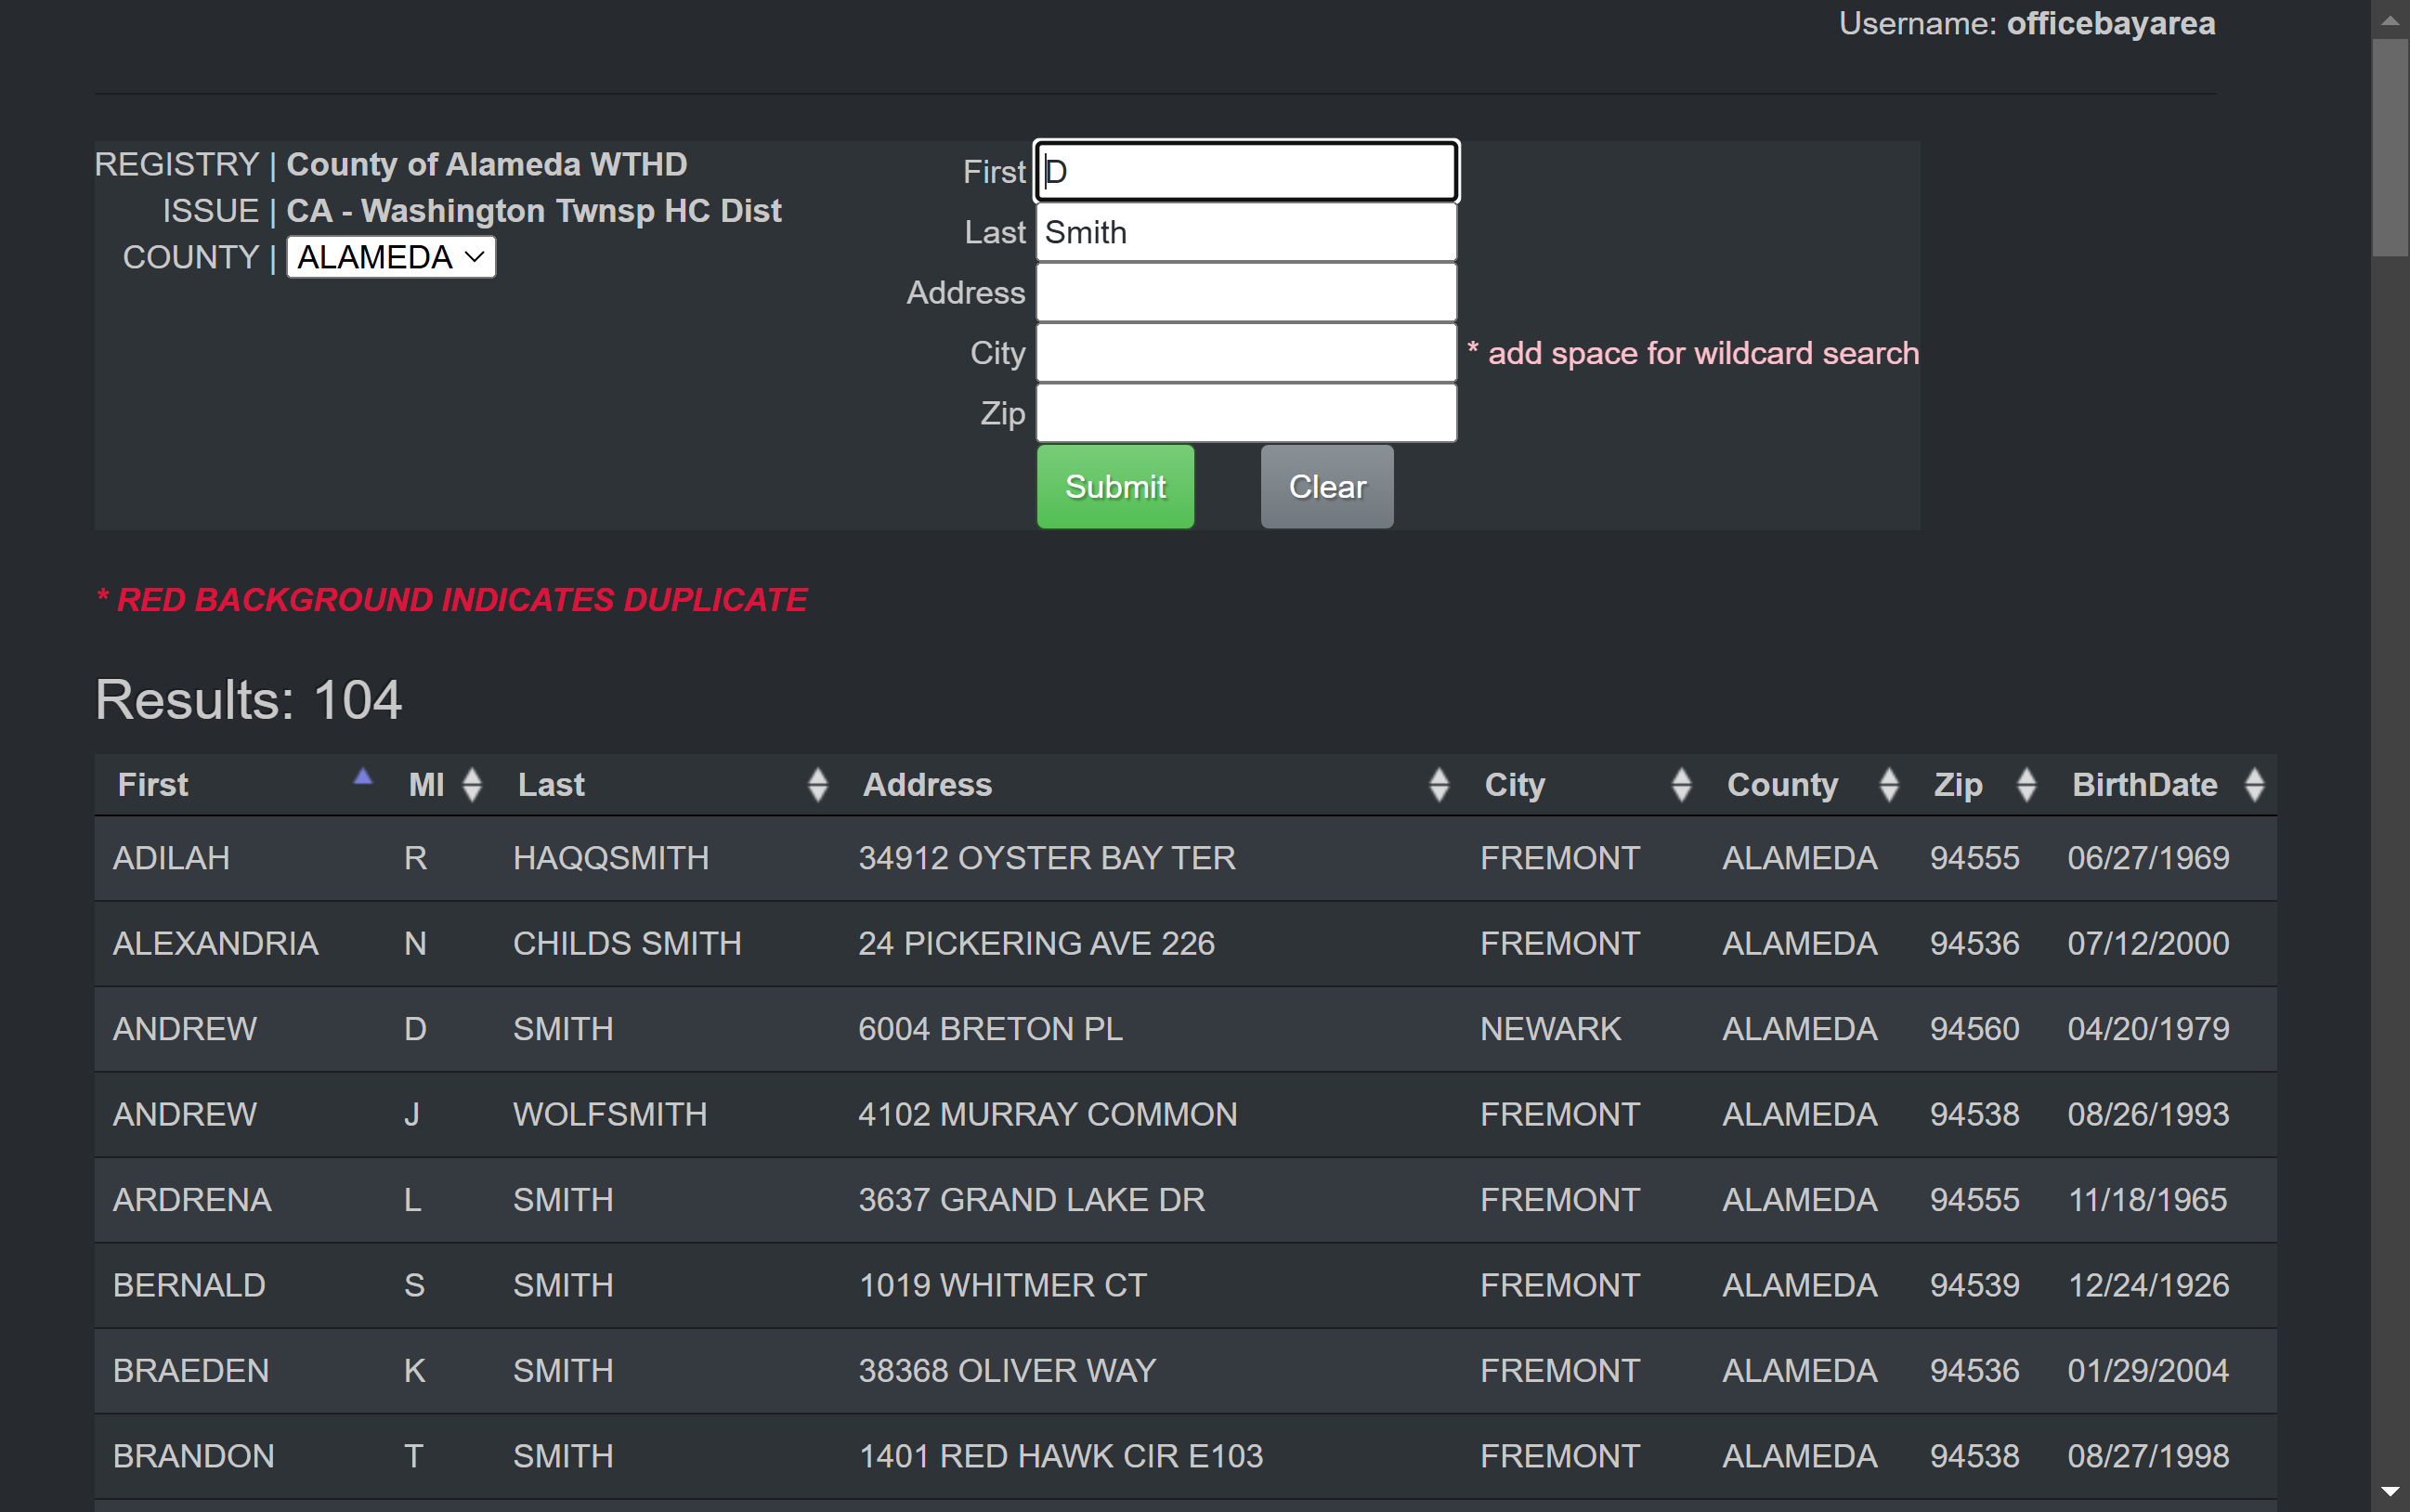 Username: officebayarea
REGISTRY | County of Alameda WTHD
ISSUE | CA - Washington Twnsp HC Dist
COUNTY | ALAMEDA
First D
Last Smith
Address
City * add space for wildcard search
Zip
Submit Clear
* RED BACKGROUND INDICATES DUPLICATE
Results: 104
First MI Last Address City County Zip BirthDate
ADILAH R HAQQSMITH 34912 OYSTER BAY TER FREMONT ALAMEDA 94555 06/27/1969
ALEXANDRIA N CHILDS SMITH 24 PICKERING AVE 226 FREMONT ALAMEDA 94536 07/12/2000
ANDREW D SMITH 6004 BRETON PL NEWARK ALAMEDA 94560 04/20/1979
ANDREW J WOLFSMITH 4102 MURRAY COMMON FREMONT ALAMEDA 94538 08/26/1993
ARDRENA L SMITH 3637 GRAND LAKE DR FREMONT ALAMEDA 94555 11/18/1965
BERNALD S SMITH 1019 WHITMER CT FREMONT ALAMEDA 94539 12/24/1926
BRAEDEN K SMITH 38368 OLIVER WAY FREMONT ALAMEDA 94536 01/29/2004
BRANDON T SMITH 1401 RED HAWK CIR E103 FREMONT ALAMEDA 94538 08/27/1998